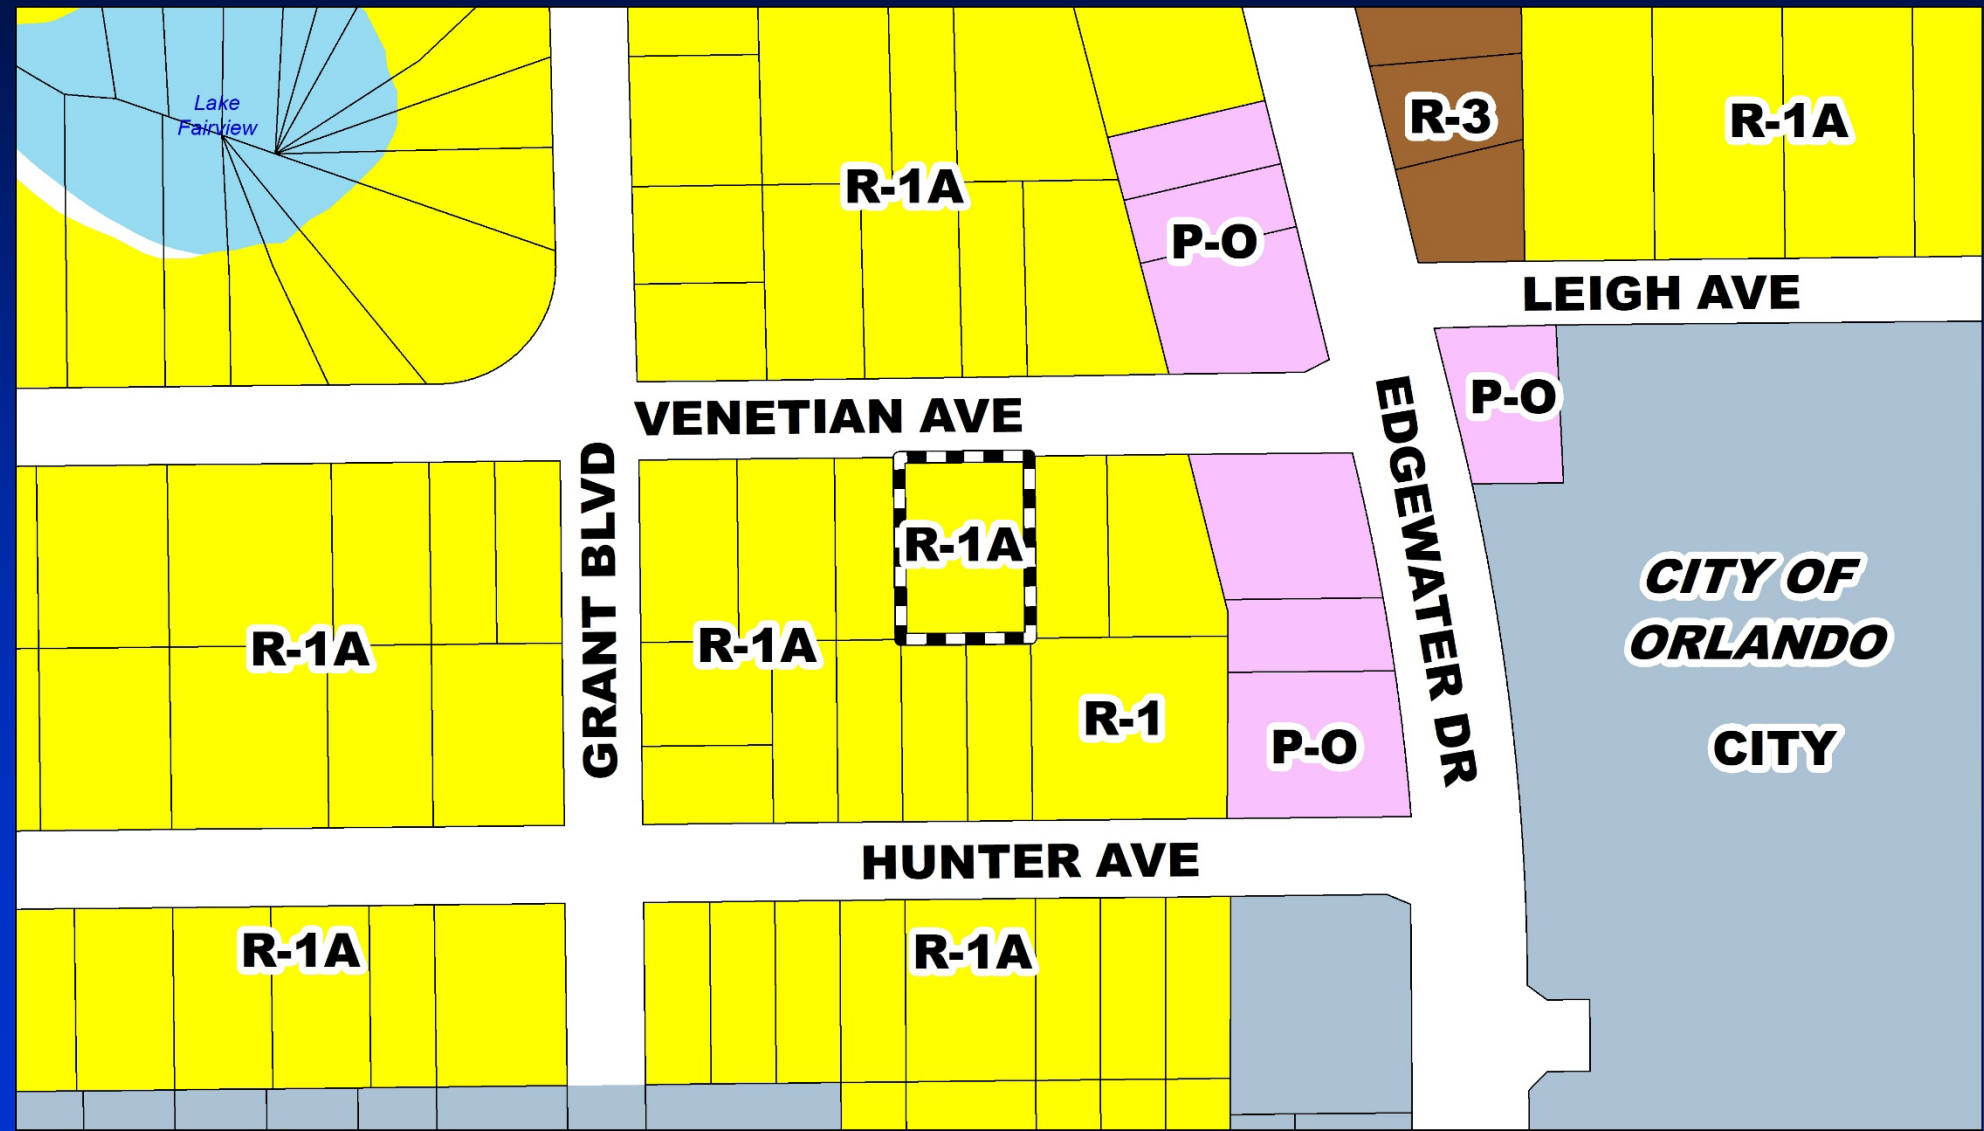 Lake
Fairview
R-3
R-1A
R-1A
P-O
LEIGH AVE
P-O
VENETIAN AVE
EDGEWATER DR
GRANT BLVD
R-1A
CITY OF
ORLANDO
R-1A
R-1A
R-1
P-O
CITY
HUNTER AVE
R-1A
R-1A